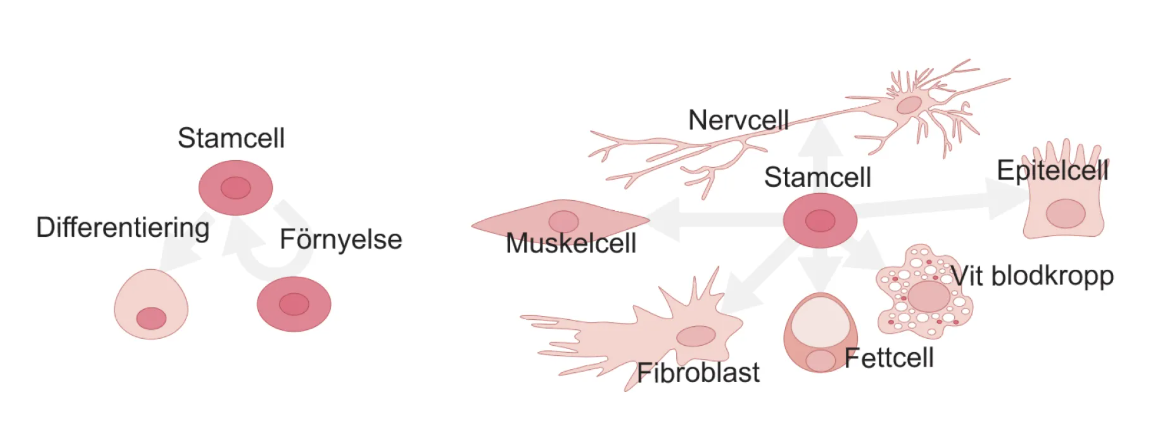 Stamcell
Differentiering
Förnyelse
Nervcell
Stamcell
Epitelcell
Muskelcell
Vit blodkropp
Fibroblast
Fettcell